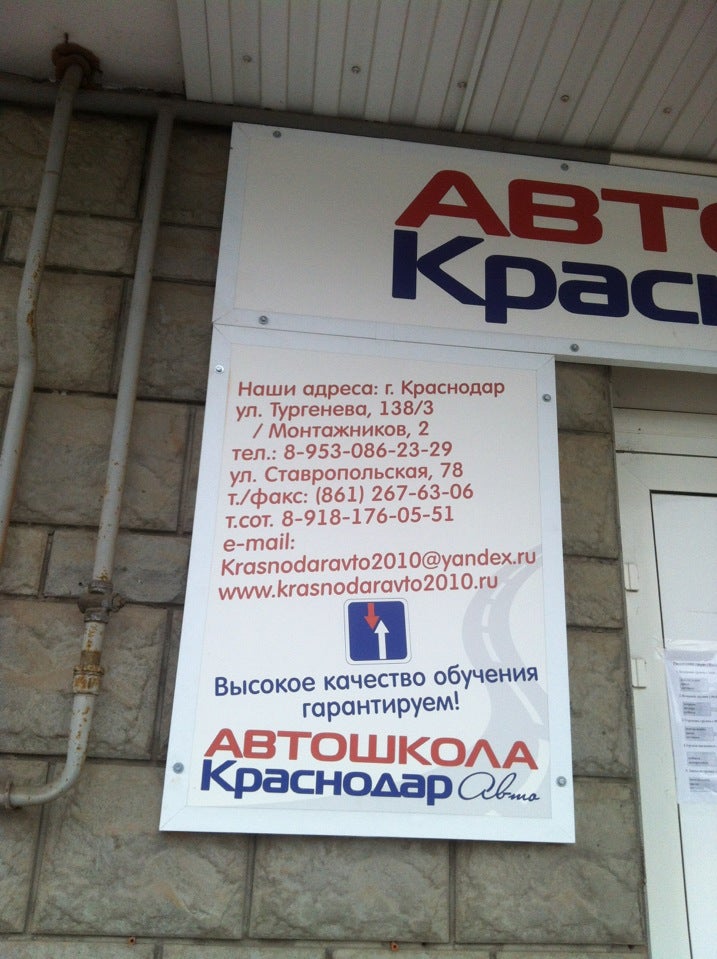 АВТО
Красн
Наши адреса: г. Краснодар
ул. Тургенева, 138/3
/ Монтажников, 2
тел.: 8-953-086-23-29
ул. Ставропольская, 78
т./факс: (861) 267-63-06
т.сот. 8-918-176-05-51
e-mail:
Krasnodaravto2010@yandex.ru
www.krasnodaravto2010.ru
Высокое качество обучения
гарантируем!
АВТОШКОЛА
Краснодар Авто